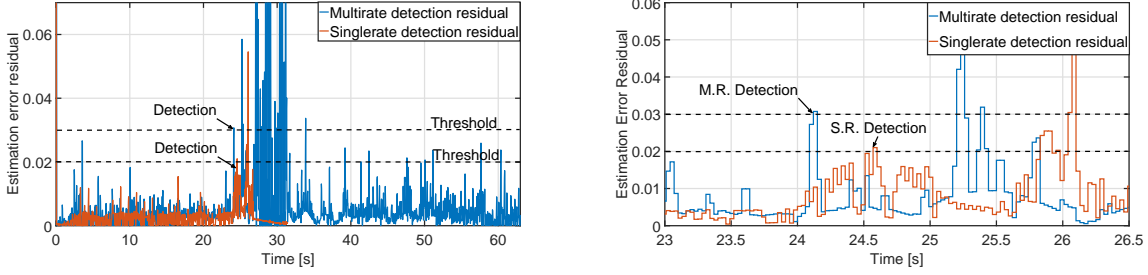 Estimation error residual
0.06
0.04
0.02
0
0
10
20
30
40
50
60
Time [s]
Multirate detection residual
Singlerate detection residual
Detection
Detection
Threshold
Threshold
Estimation Error Residual
0.06
0.05
0.04
0.03
0.02
0.01
0
23
23.5
24
24.5
25
25.5
26
26.5
Time [s]
Multirate detection residual
Singlerate detection residual
M.R. Detection
S.R. Detection